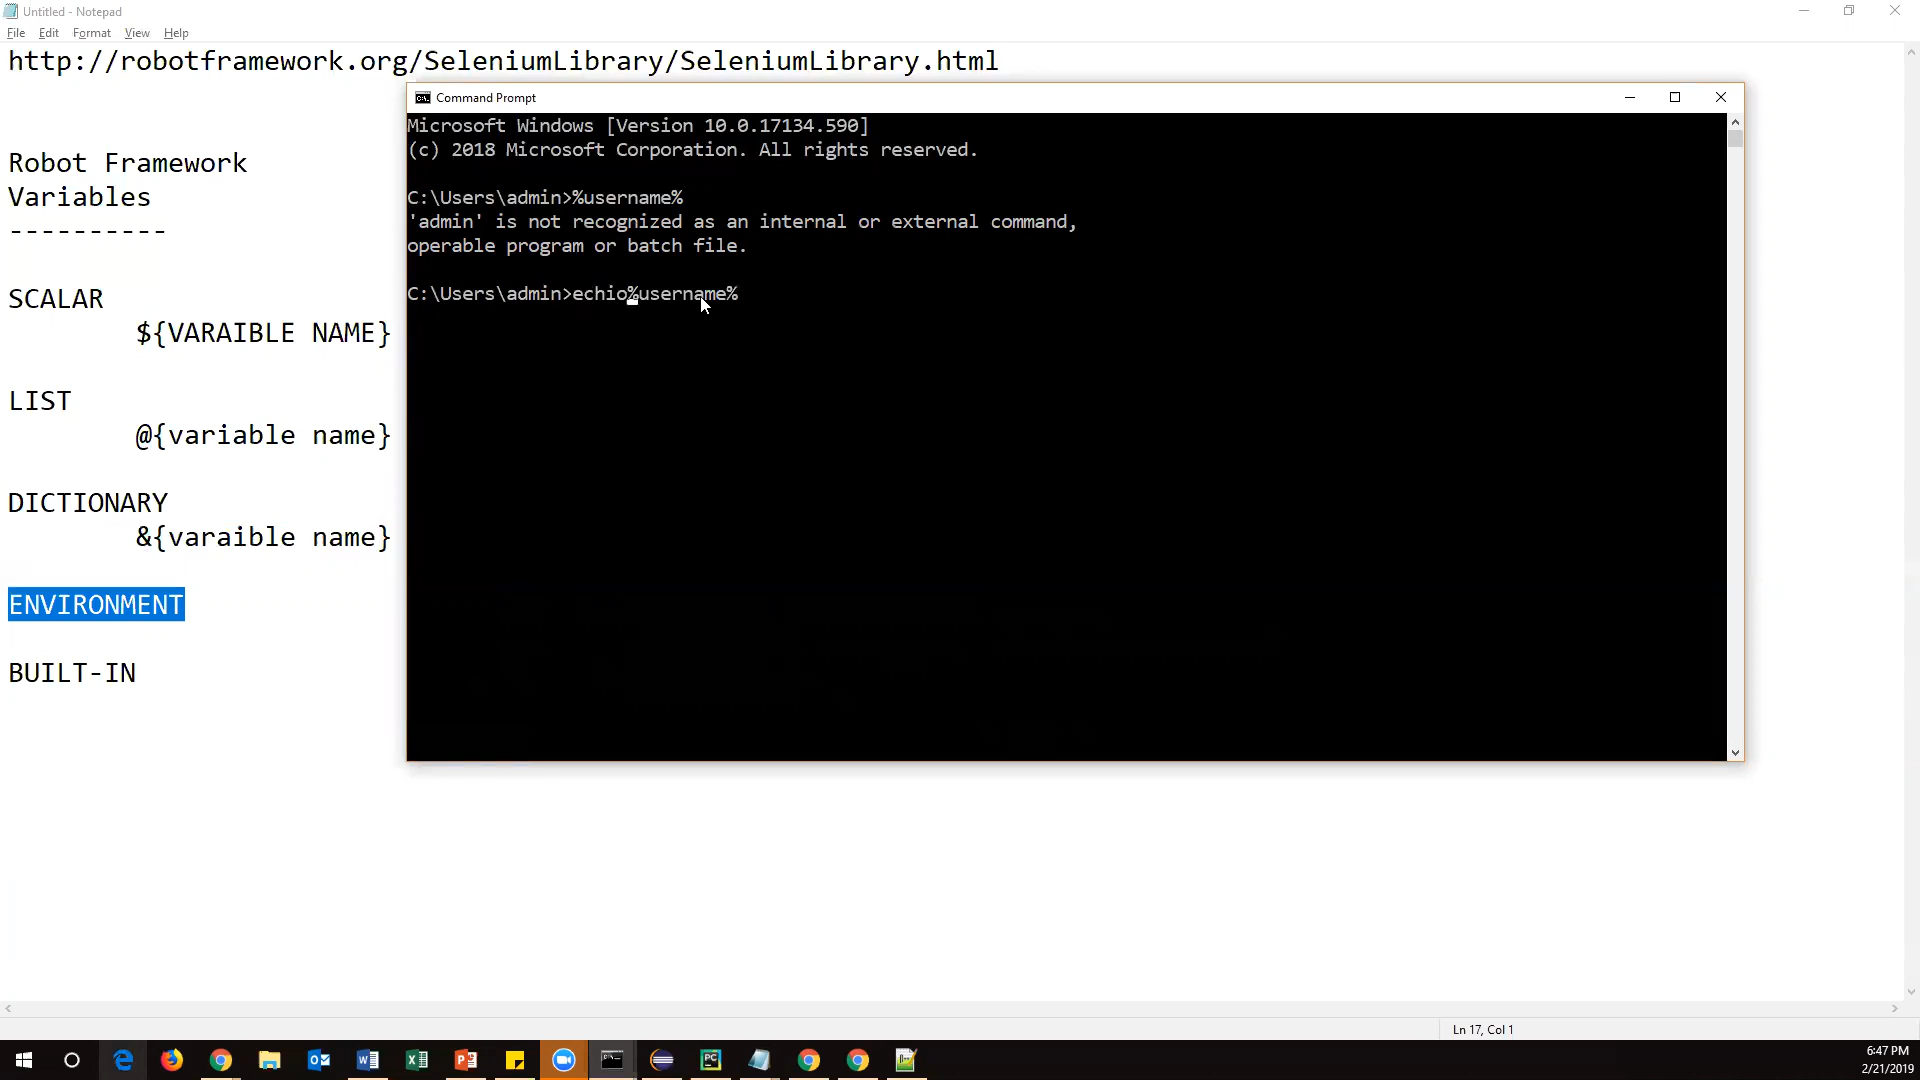 Untitled - Notepad
File Edit Format View Help
http://robotframework.org/SeleniumLibrary/SeleniumLibrary.html
Robot Framework
Variables
----------
SCALAR
${VARAIBLE NAME}
LIST
@{variable name}
DICTIONARY
&{varaible name}
ENVIRONMENT
BUILT-IN
Command Prompt
Microsoft Windows [Version 10.0.17134.590]
(c) 2018 Microsoft Corporation. All rights reserved.
C:\Users\admin>%username%
'admin' is not recognized as an internal or external command,
operable program or batch file.
C:\Users\admin>echio%username%
Ln 17, Col 1
6:47 PM
2/21/2019